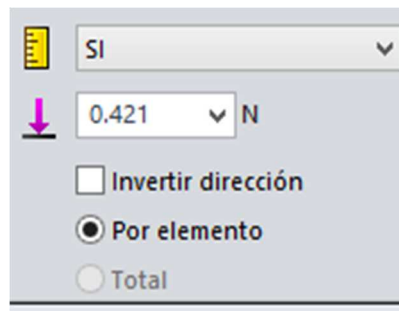 SI
0.421 N
Invertir dirección
Por elemento
Total